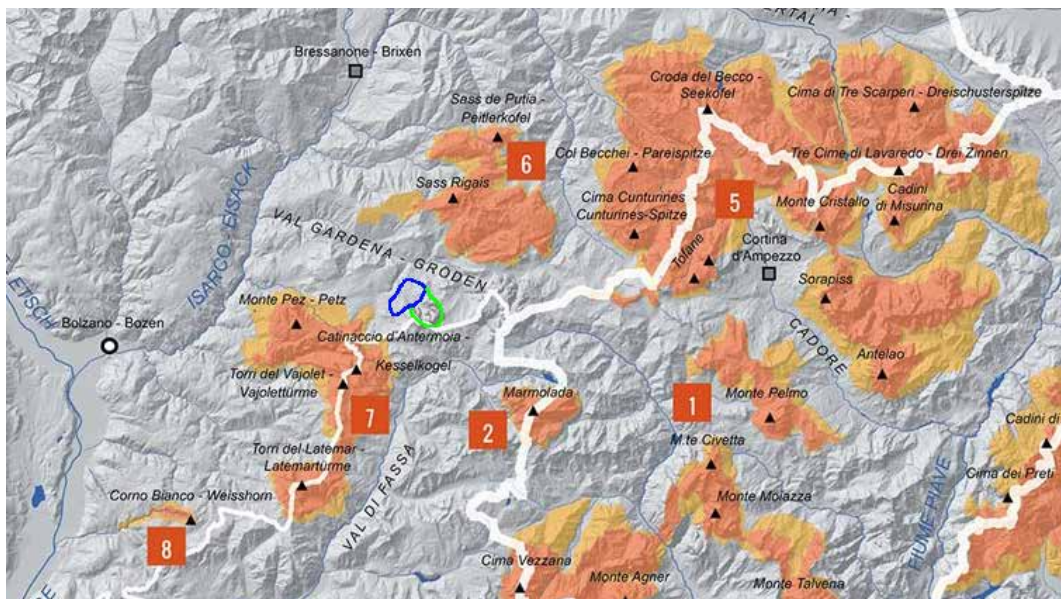 Bressanone - Brixen
Sass de Putia -
Peitlerkofel
6
Croda del Becco -
Seekofel
Cima di Tre Scarperi - Dreischusterspitze
Col Becchei - Pareispitze
Tre Cime di Lavaredo - Drei Zinnen
Sass Rigais
Cima Cunturines
Cunturines-Spitze
5
Monte Cristallo
Cadini
di Misurina
ISARCO - EISACK
VAL GARDENA - GRÖDEN
Tofane
Cortina
d'Ampezzo
ETSCH
Sorapiss
Monte Pez - Petz
Bolzano - Bozen
Catinaccio d'Antermoia -
Kesselkogel
CADORE
Antelao
Torri del Vajolet -
Vajolettürme
7
Marmolada
2
1
Monte Pelmo
M.te Civetta
Cadini di
Torri del Latemar -
Latemartürme
VAL DI FASSA
Cima dei Preti
Corno Bianco - Weisshorn
8
Monte Moiazza
FIUME PIAVE
Cima Vezzana
Monte Agner
Monte Talvena